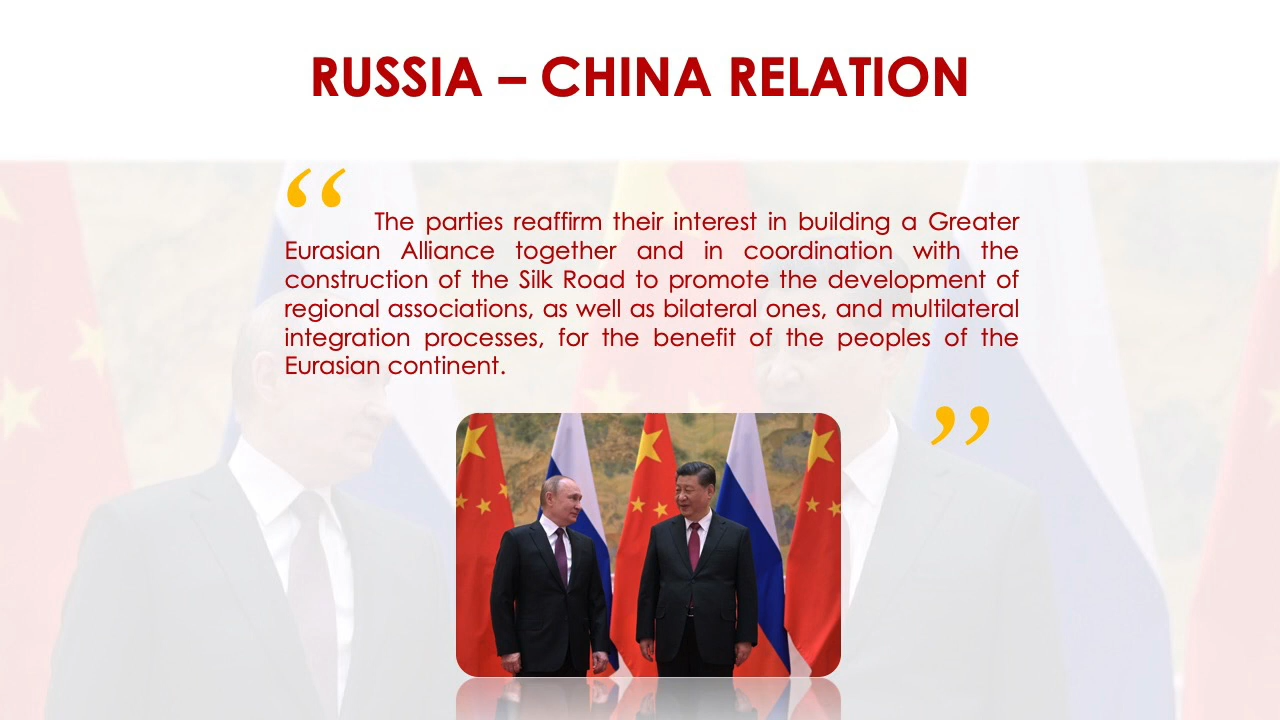 RUSSIA – CHINA RELATION
“
The parties reaffirm their interest in building a Greater
Eurasian Alliance together and in coordination with the
construction of the Silk Road to promote the development of
regional associations, as well as bilateral ones, and multilateral
integration processes, for the benefit of the peoples of the
Eurasian continent.
”